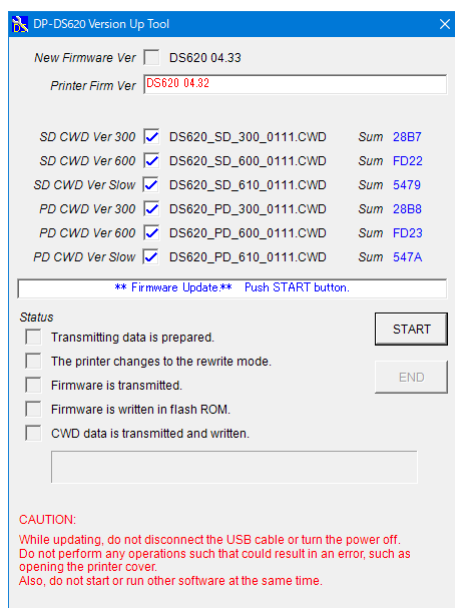 DP-DS620 Version Up Tool
New Firmware Ver DS620 04.33
Printer Firm Ver DS620 04.32
SD CWD Ver 300 DS620_SD_300_0111.CWD Sum 28B7
SD CWD Ver 600 DS620_SD_600_0111.CWD Sum FD22
SD CWD Ver Slow DS620_SD_610_0111.CWD Sum 5479
PD CWD Ver 300 DS620_PD_300_0111.CWD Sum 28B8
PD CWD Ver 600 DS620_PD_600_0111.CWD Sum FD23
PD CWD Ver Slow DS620_PD_610_0111.CWD Sum 547A
** Firmware Update.** Push START button.
Status
Transmitting data is prepared.
START
The printer changes to the rewrite mode.
Firmware is transmitted.
END
Firmware is written in flash ROM.
CWD data is transmitted and written.
CAUTION:
While updating, do not disconnect the USB cable or turn the power off.
Do not perform any operations such that could result in an error, such as
opening the printer cover.
Also, do not start or run other software at the same time.